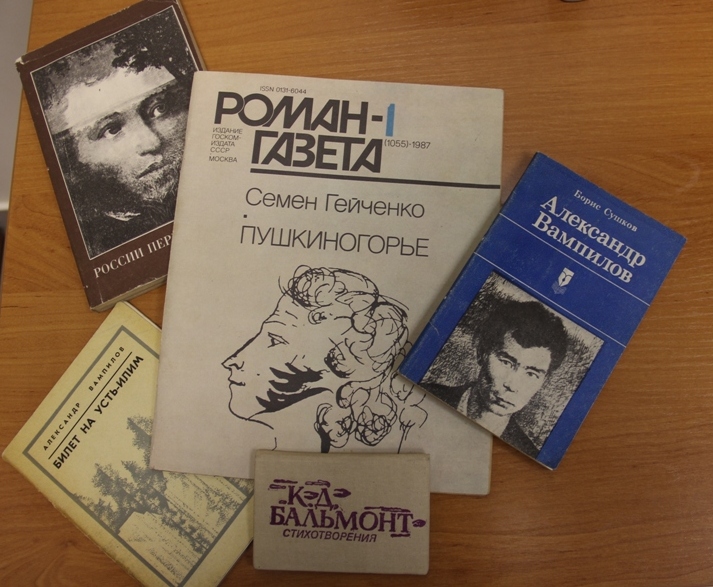 РОССИИ ПЕР
ISSN 0131-6044
РОМАН-1
ГАЗЕТА
(1055)·1987
ИЗДАНИЕ
ГОСКОМ-
ИЗДАТА
СССР
МОСКВА
Семен Гейченко
ПУШКИНОГОРЬЕ
Борис Сушков
Александр
Вампилов
АЛЕКСАНДР ВАМПИЛОВ
БИЛЕТ НА УСТЬ-ИЛИМ
К.Д.
БАЛЬМОНТ
СТИХОТВОРЕНИЯ